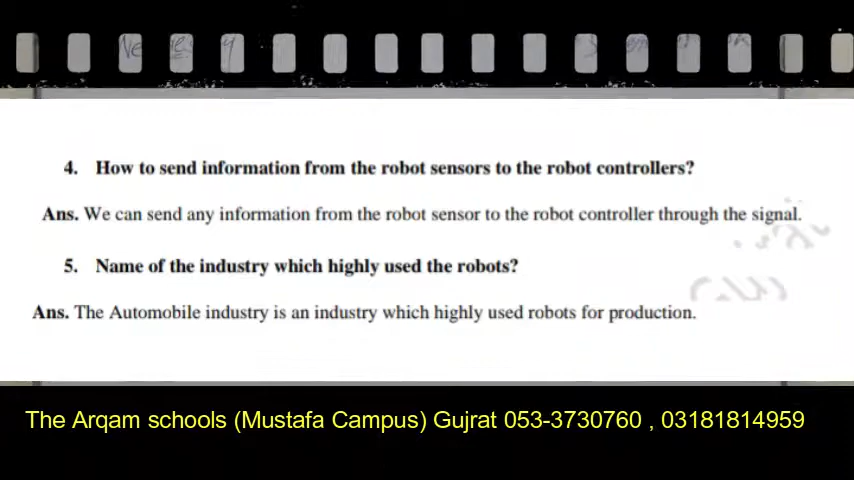 4. How to send information from the robot sensors to the robot controllers?
Ans. We can send any information from the robot sensor to the robot controller through the signal.
5. Name of the industry which highly used the robots?
Ans. The Automobile industry is an industry which highly used robots for production.
The Arqam schools (Mustafa Campus) Gujrat 053-3730760 , 03181814959